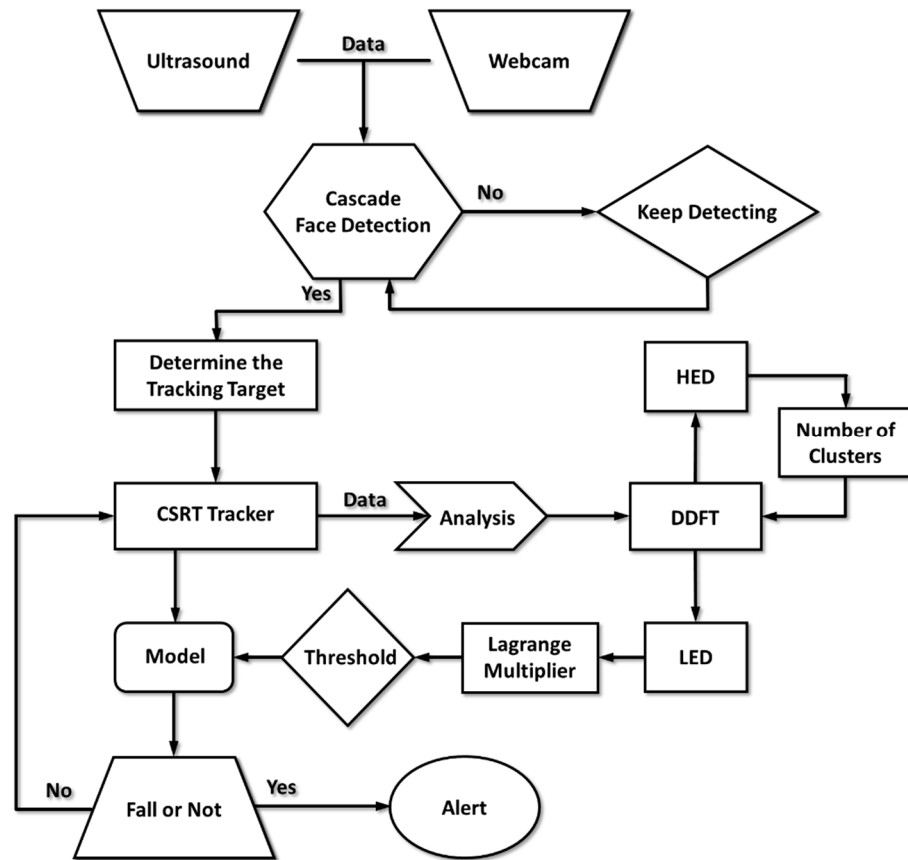 Data
Ultrasound
Webcam
Cascade
Face Detection
No
Keep Detecting
Yes
Determine the
Tracking Target
HED
Number of
Clusters
CSRT Tracker
Data
Analysis
DDFT
Model
Threshold
Lagrange
Multiplier
LED
No
Fall or Not
Yes
Alert